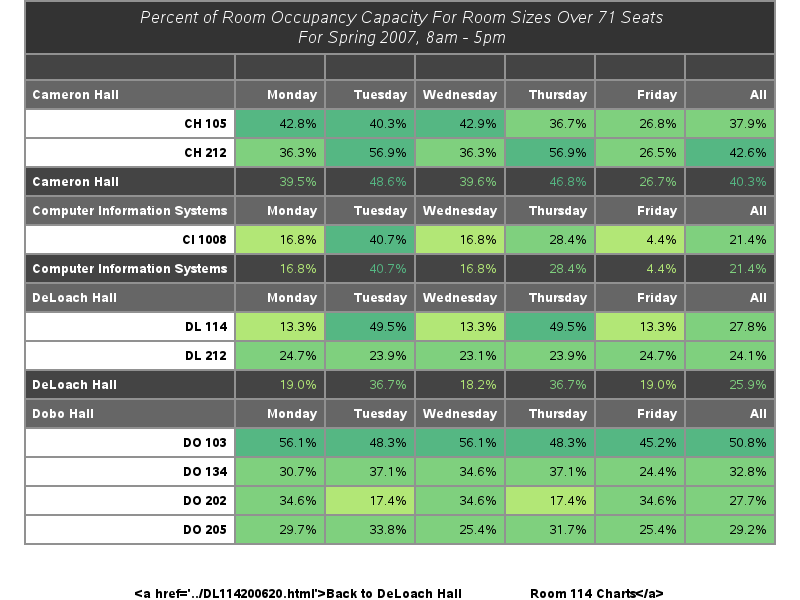 Percent of Room Occupancy Capacity For Room Sizes Over 71 Seats
For Spring 2007, 8am - 5pm
Cameron Hall Monday Tuesday Wednesday Thursday Friday All
CH 105 42.8% 40.3% 42.9% 36.7% 26.8% 37.9%
CH 212 36.3% 56.9% 36.3% 56.9% 26.5% 42.6%
Cameron Hall 39.5% 48.6% 39.6% 46.8% 26.7% 40.3%
Computer Information Systems Monday Tuesday Wednesday Thursday Friday All
CI 1008 16.8% 40.7% 16.8% 28.4% 4.4% 21.4%
Computer Information Systems 16.8% 40.7% 16.8% 28.4% 4.4% 21.4%
DeLoach Hall Monday Tuesday Wednesday Thursday Friday All
DL 114 13.3% 49.5% 13.3% 49.5% 13.3% 27.8%
DL 212 24.7% 23.9% 23.1% 23.9% 24.7% 24.1%
DeLoach Hall 19.0% 36.7% 18.2% 36.7% 19.0% 25.9%
Dobo Hall Monday Tuesday Wednesday Thursday Friday All
DO 103 56.1% 48.3% 56.1% 48.3% 45.2% 50.8%
DO 134 30.7% 37.1% 34.6% 37.1% 24.4% 32.8%
DO 202 34.6% 17.4% 34.6% 17.4% 34.6% 27.7%
DO 205 29.7% 33.8% 25.4% 31.7% 25.4% 29.2%
<a href='../DL114200620.html'>Back to DeLoach Hall Room 114 Charts</a>